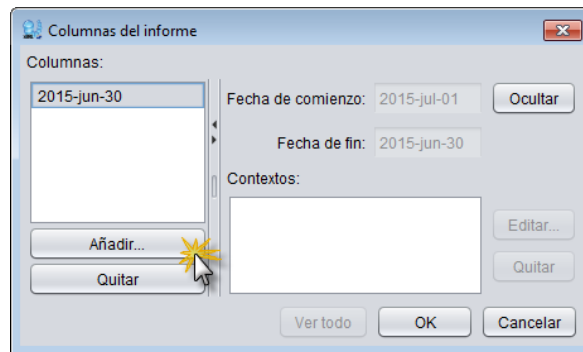 Columnas del informe
Columnas:
2015-jun-30
Fecha de comienzo: 2015-jul-01 Ocultar
Fecha de fin: 2015-jun-30
Contextos:
Añadir...
Editar...
Quitar
Quitar
Ver todo OK Cancelar